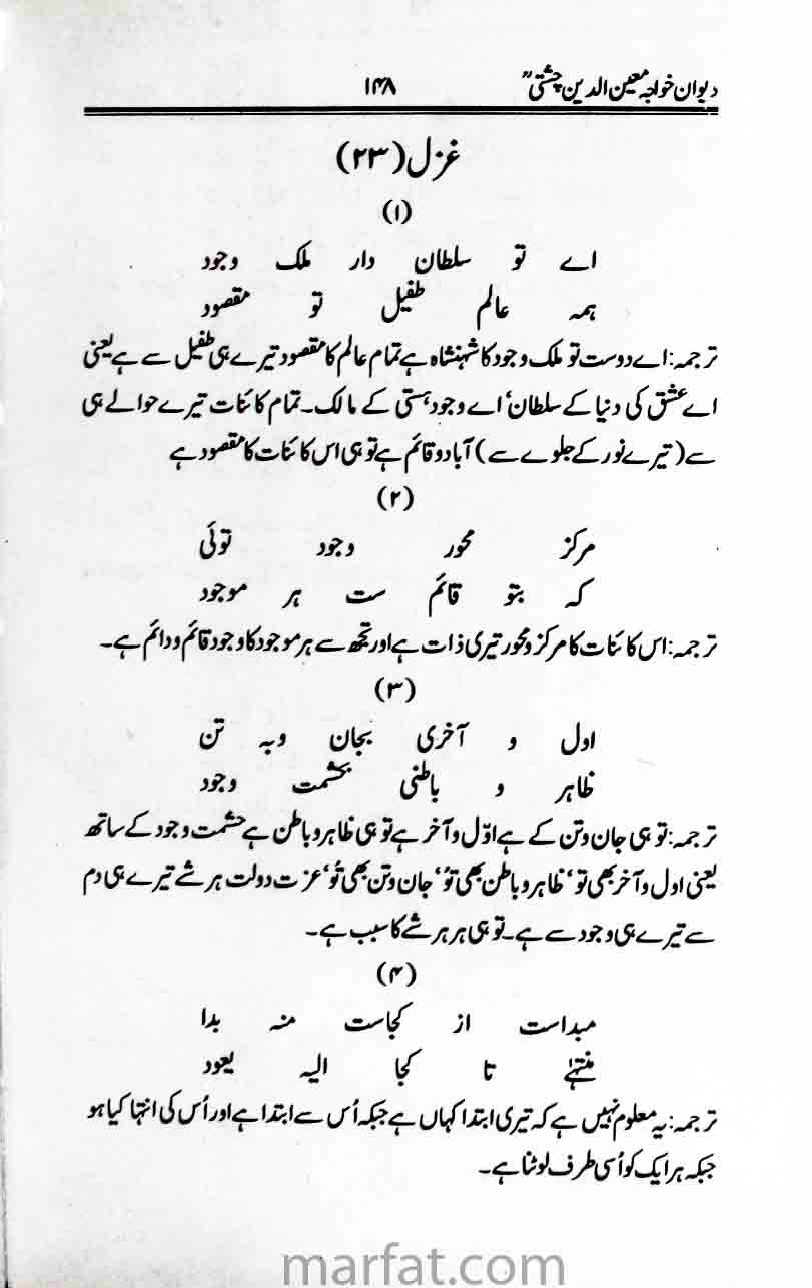 دیوان خواجہ معین الدین چشتیؒ ۱۴۸
غزل (۲۳)
(۱)
اے تو سلطان دار ملک وجود
ہمہ عالم طفیل تو مقصود
ترجمہ: اے دوست تو ملک وجود کا شہنشاہ ہے تمام عالم کا مقصود تیرے ہی طفیل سے ہے یعنی
اے عشق کی دنیا کے سلطان‘ اے وجود ہستی کے مالک۔ تمام کائنات تیرے حوالے ہی
سے (تیرے نور کے جلوے سے) آباد و قائم ہے تو ہی اس کائنات کا مقصود ہے
(۲)
مرکز محور وجود توئی
کہ بتو قائم ست ہر موجود
ترجمہ: اس کائنات کا مرکز و محور تیری ذات ہے اور تجھ سے ہر موجود کا وجود قائم و دائم ہے۔
(۳)
اول و آخری بجان وبہ تن
ظاہر و باطنی بحشمت وجود
ترجمہ: تو ہی جان و تن کے ہے اوّل و آخر ہے تو ہی ظاہر و باطن ہے حشمت وجود کے ساتھ
یعنی اول و آخر بھی تو‘ ظاہر و باطن بھی تُو‘ جان و تن بھی تُو‘ عزت دولت ہر شے تیرے ہی دم
سے تیرے ہی وجود سے ہے۔ تو ہی ہر ہر شے کا سبب ہے۔
(۴)
مبداست از کجاست منہ بدا
منتہٰے تا کجا الیہ یعود
ترجمہ: یہ معلوم نہیں ہے کہ تیری ابتدا کہاں ہے جبکہ اُس سے ابتدا ہے اور اُس کی انتہا کیا ہو
جبکہ ہر ایک کو اُسی طرف لوٹنا ہے۔
marfat.com